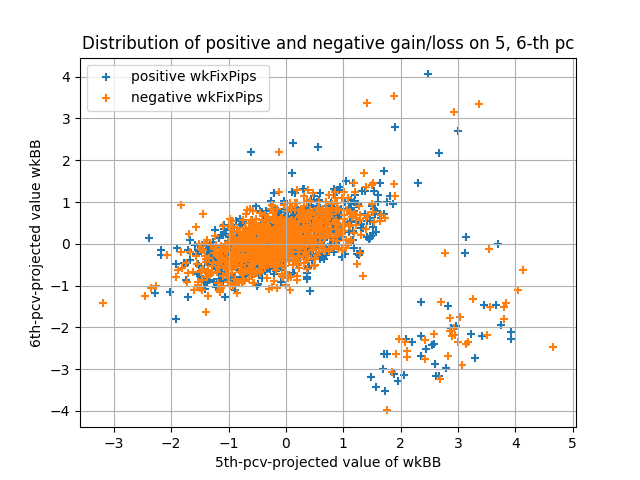 Distribution of positive and negative gain/loss on 5, 6-th pc
positive wkFixPips
negative wkFixPips
6th-pcv-projected value wkBB
4
3
2
1
0
−1
−2
−3
−4
−3 −2 −1 0 1 2 3 4 5
5th-pcv-projected value of wkBB